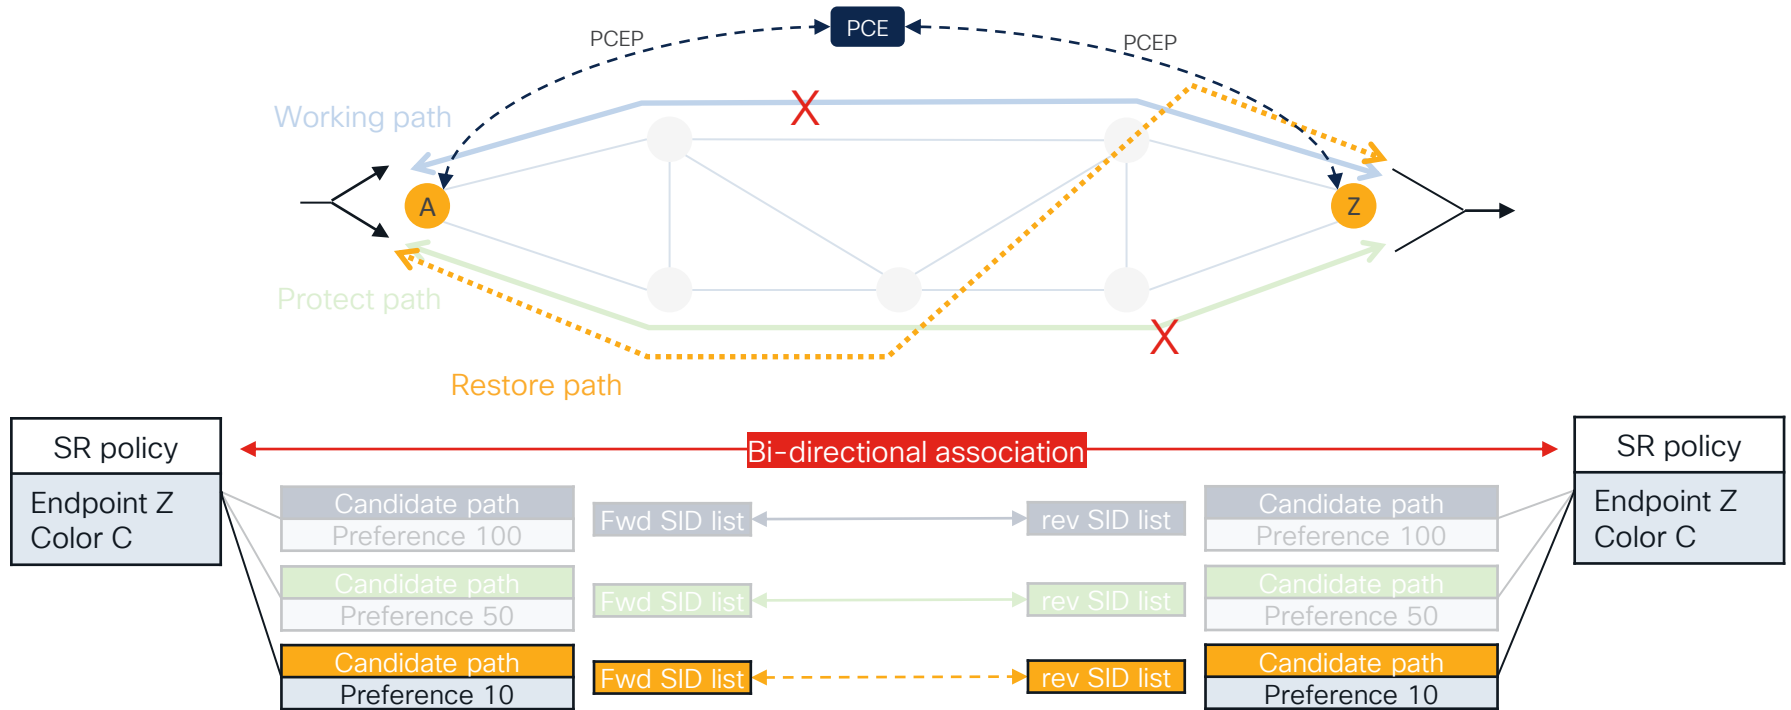 PCE
PCEP
PCEP
X
Working path
A
Z
Protect path
X
Restore path
SR policy
Endpoint Z
Color C
Bi-directional association
SR policy
Endpoint Z
Color C
Candidate path
Preference 100
Fwd SID list
rev SID list
Candidate path
Preference 100
Candidate path
Preference 50
Fwd SID list
rev SID list
Candidate path
Preference 50
Candidate path
Preference 10
Fwd SID list
rev SID list
Candidate path
Preference 10